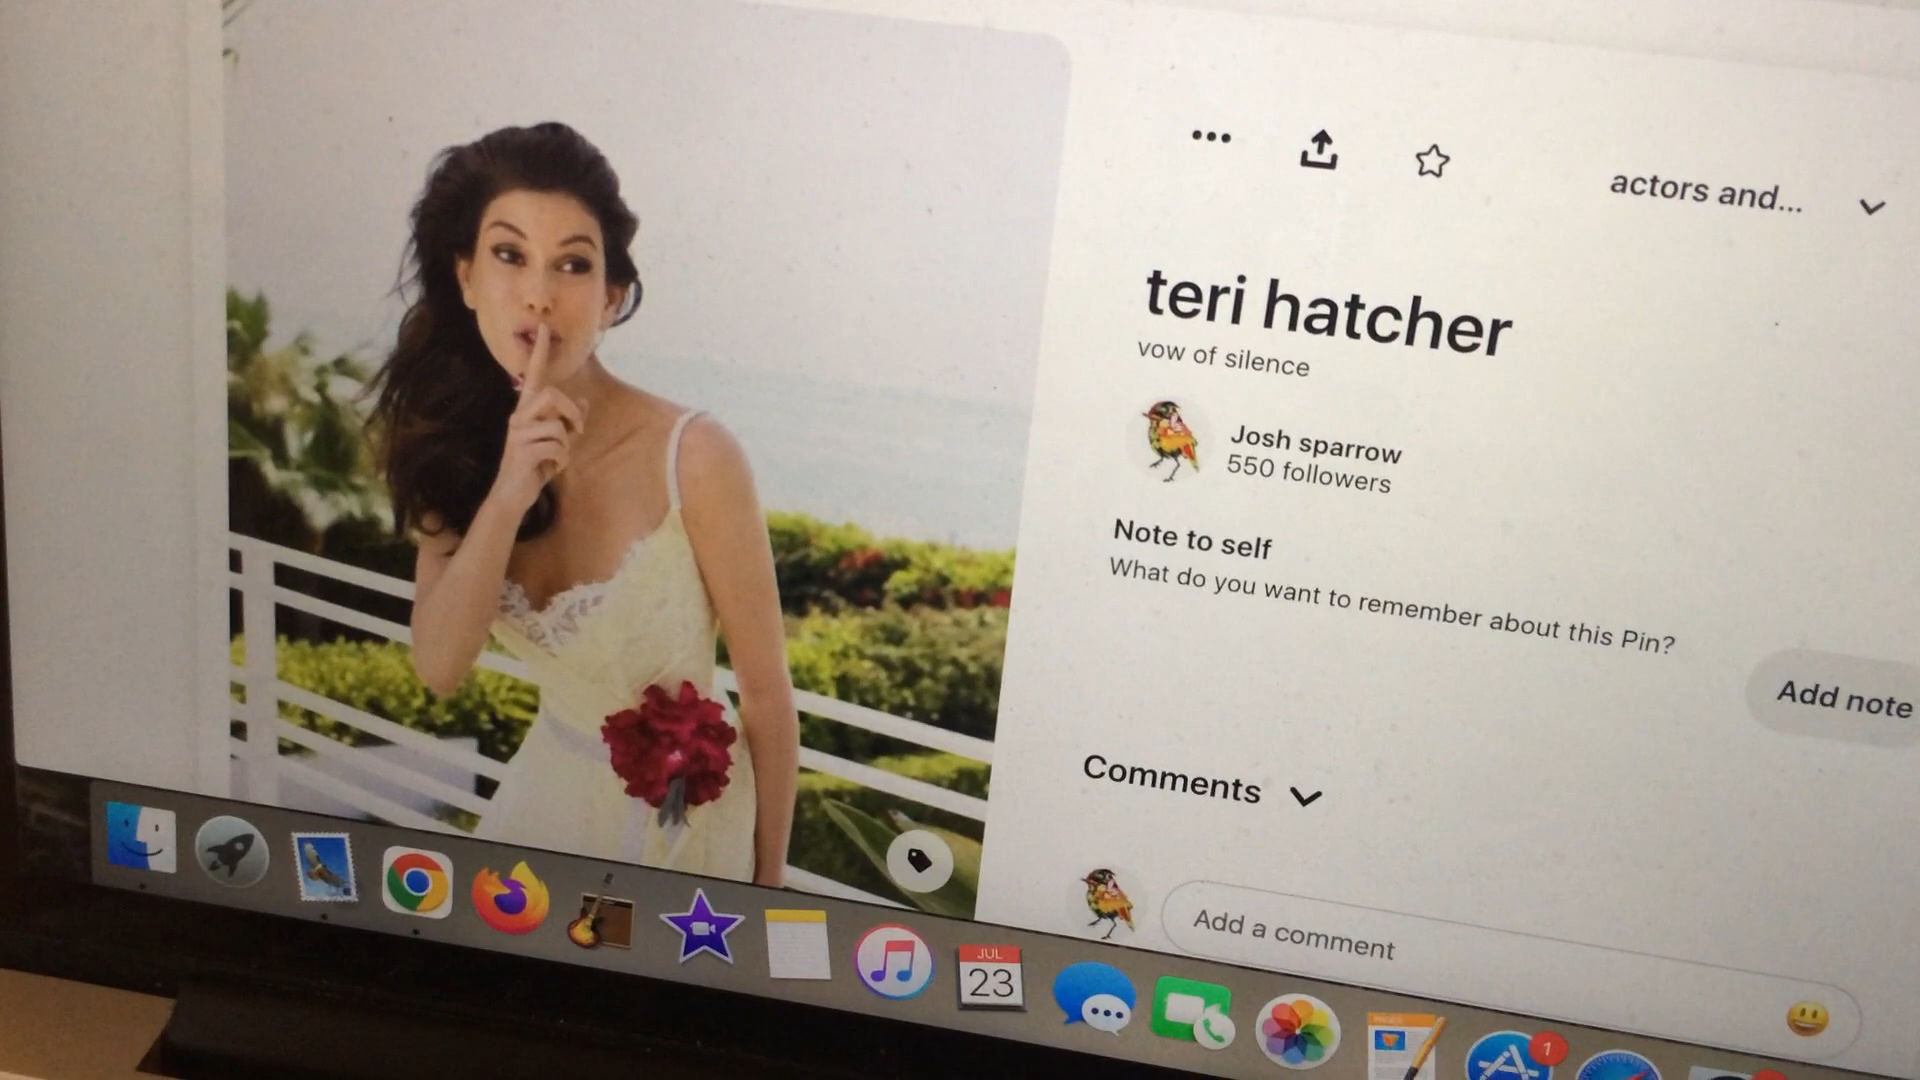 actors and...
teri hatcher
vow of silence
Josh sparrow
550 followers
Note to self
What do you want to remember about this Pin?
Add note
Comments
Add a comment
JUL
23
1